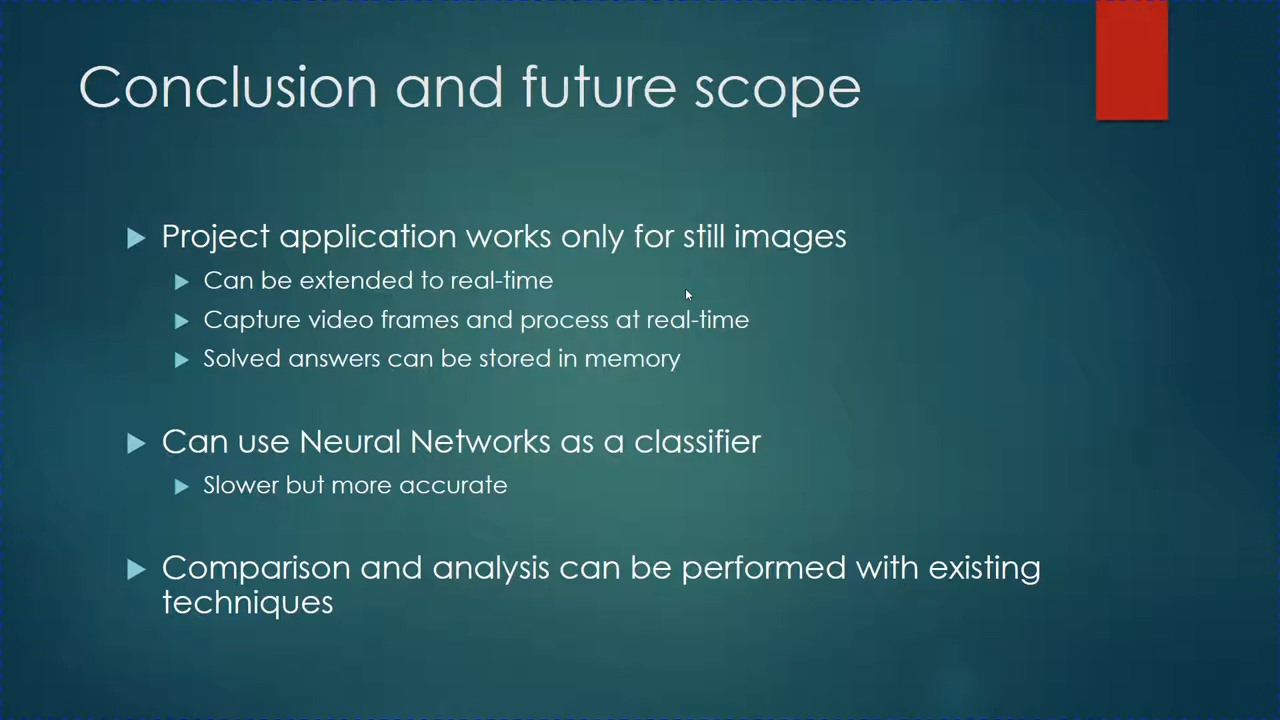 Conclusion and future scope
Project application works only for still images
Can be extended to real-time
Capture video frames and process at real-time
Solved answers can be stored in memory
Can use Neural Networks as a classifier
Slower but more accurate
Comparison and analysis can be performed with existing
techniques